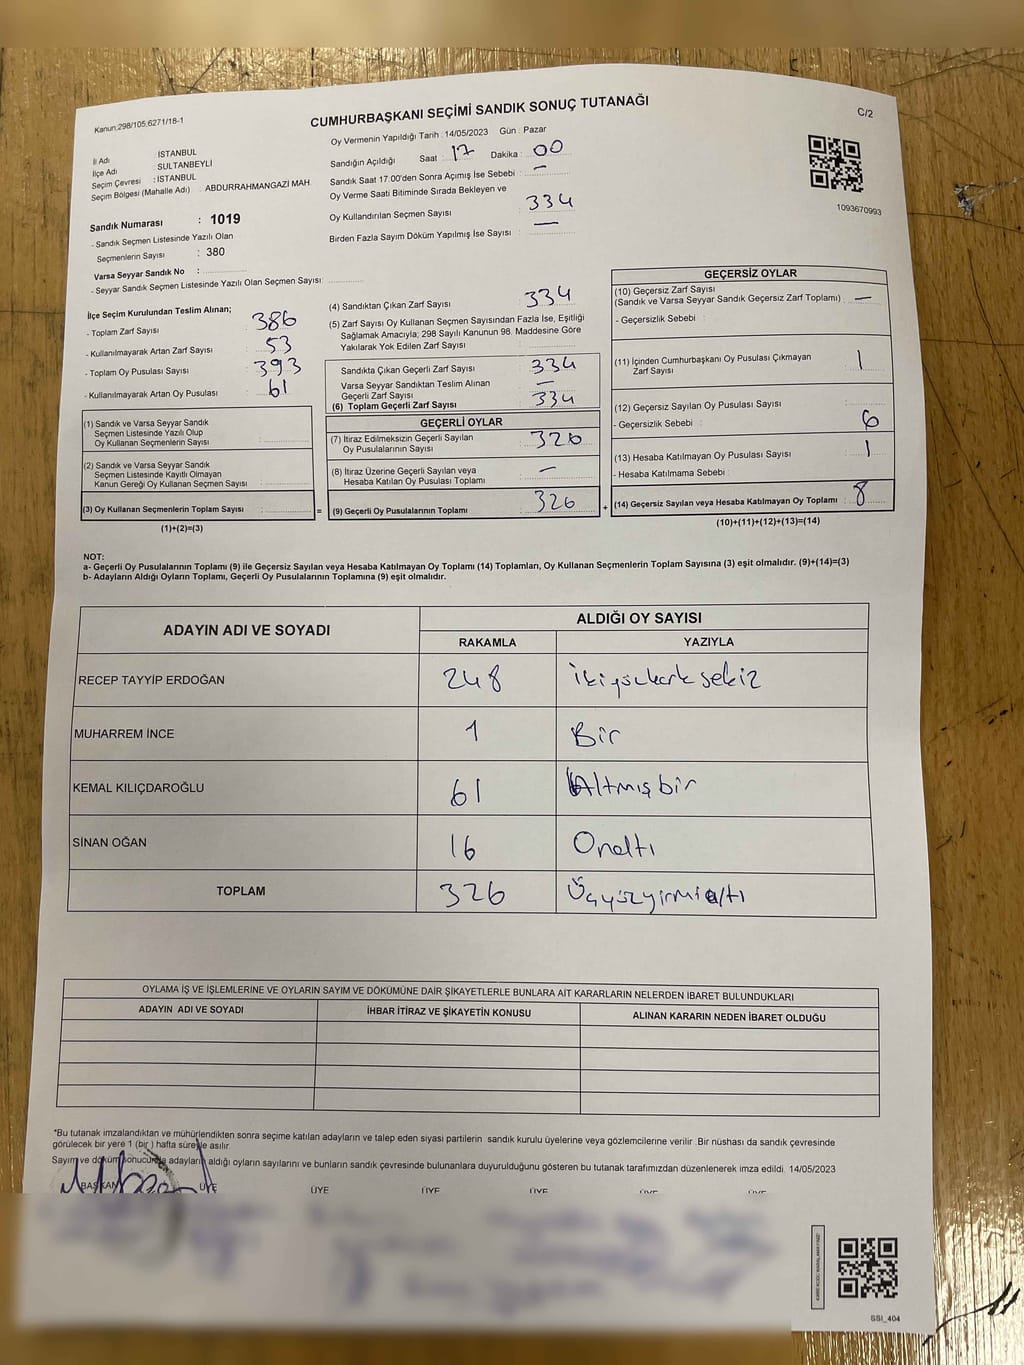 Kanun:298/105,6271/18-1
CUMHURBAŞKANI SEÇİMİ SANDIK SONUÇ TUTANAĞI
C/2
İl Adı : İSTANBUL
İlçe Adı : SULTANBEYLİ
Seçim Çevresi : İSTANBUL
Seçim Bölgesi (Mahalle Adı) : ABDURRAHMANGAZI MAH.
Sandık Numarası : 1019
- Sandık Seçmen Listesinde Yazılı Olan
Seçmenlerin Sayısı : 380
Varsa Seyyar Sandık No :
- Seyyar Sandık Seçmen Listesinde Yazılı Olan Seçmen Sayısı:
Oy Vermenin Yapıldığı Tarih : 14/05/2023 Gün : Pazar
Sandığın Açıldığı Saat : 17 Dakika : 00
Sandık Saat 17:00'den Sonra Açımış İse Sebebi : —
Oy Verme Saati Bitiminde Sırada Bekleyen ve
Oy Kullandırılan Seçmen Sayısı : 334
Birden Fazla Sayım Döküm Yapılmış İse Sayısı : —
1093670993
İlçe Seçim Kurulundan Teslim Alınan;
- Toplam Zarf Sayısı : 386
- Kullanılmayarak Artan Zarf Sayısı : 53
- Toplam Oy Pusulası Sayısı : 393
- Kullanılmayarak Artan Oy Pusulası : 61
(1) Sandık ve Varsa Seyyar Sandık
Seçmen Listesinde Yazılı Olup
Oy Kullanan Seçmenlerin Sayısı :
(2) Sandık ve Varsa Seyyar Sandık
Seçmen Listesinde Kayıtlı Olmayan
Kanun Gereği Oy Kullanan Seçmen Sayısı :
(3) Oy Kullanan Seçmenlerin Toplam Sayısı : =
(1)+(2)=(3)
(4) Sandıktan Çıkan Zarf Sayısı : 334
(5) Zarf Sayısı Oy Kullanan Seçmen Sayısından Fazla İse, Eşitliği
Sağlamak Amacıyla; 298 Sayılı Kanunun 98. Maddesine Göre
Yakılarak Yok Edilen Zarf Sayısı :
Sandıkta Çıkan Geçerli Zarf Sayısı : 334
Varsa Seyyar Sandıktan Teslim Alınan
Geçerli Zarf Sayısı : —
(6) Toplam Geçerli Zarf Sayısı : 334
GEÇERLİ OYLAR
(7) İtiraz Edilmeksizin Geçerli Sayılan
Oy Pusulasının Sayısı : 326
(8) İtiraz Üzerine Geçerli Sayılan veya
Hesaba Katılan Oy Pusulası Toplamı : —
(9) Geçerli Oy Pusulalarının Toplamı : 326 +
GEÇERSİZ OYLAR
(10) Geçersiz Zarf Sayısı
(Sandık ve Varsa Seyyar Sandık Geçersiz Zarf Toplamı) : —
- Geçersizlik Sebebi :
(11) İçinden Cumhurbaşkanı Oy Pusulası Çıkmayan
Zarf Sayısı : 1
(12) Geçersiz Sayılan Oy Pusulası Sayısı : 6
- Geçersizlik Sebebi :
(13) Hesaba Katılmayan Oy Pusulası Sayısı : 1
- Hesaba Katılmama Sebebi :
(14) Geçersiz Sayılan veya Hesaba Katılmayan Oy Toplamı : 8
(10)+(11)+(12)+(13)=(14)
NOT:
a- Geçerli Oy Pusulalarının Toplamı (9) ile Geçersiz Sayılan veya Hesaba Katılmayan Oy Toplamı (14) Toplamları, Oy Kullanan Seçmenlerin Toplam Sayısına (3) eşit olmalıdır. (9)+(14)=(3)
b- Adayların Aldığı Oyların Toplamı, Geçerli Oy Pusulalarının Toplamına (9) eşit olmalıdır.
ADAYIN ADI VE SOYADI ALDIĞI OY SAYISI
RAKAMLA YAZIYLA
RECEP TAYYİP ERDOĞAN 248 İkiyüzkırk sekiz
MUHARREM İNCE 1 Bir
KEMAL KILIÇDAROĞLU 61 Altmışbir
SİNAN OĞAN 16 Onaltı
TOPLAM 326 Üçyüzyirmialtı
OYLAMA İŞ VE İŞLEMLERİNE VE OYLARIN SAYIM VE DÖKÜMÜNE DAİR ŞİKAYETLERLE BUNLARA AİT KARARLARIN NELERDEN İBARET BULUNDUKLARI
ADAYIN ADI VE SOYADI İHBAR İTİRAZ VE ŞİKAYETİN KONUSU ALINAN KARARIN NEDEN İBARET OLDUĞU
*Bu tutanak imzalandıktan ve mühürlendikten sonra seçime katılan adayların ve talep eden siyasi partilerin sandık kurulu üyelerine veya gözlemcilerine verilir .Bir nüshası da sandık çevresinde
görülecek bir yere 1 (bir ) hafta süreyle asılır.
Sayım ve döküm sonucunda adayların aldığı oyların sayılarını ve bunların sandık çevresinde bulunanlara duyurulduğunu gösteren bu tutanak tarafımızdan düzenlenerek imza edildi. 14/05/2023
BAŞKAN ÜYE ÜYE ÜYE ÜYE ÜYE ÜYE
SSI_404